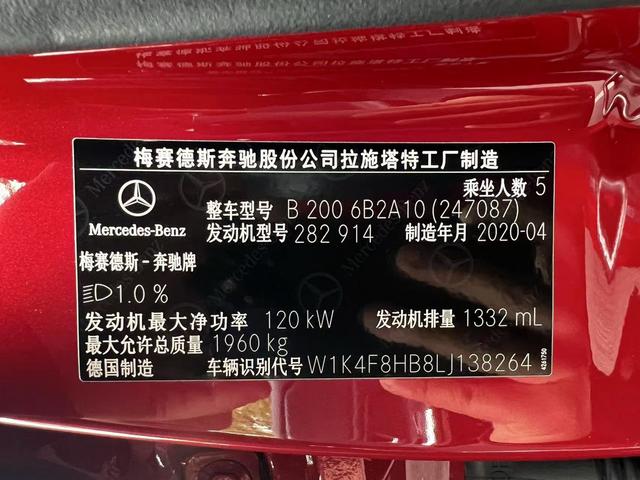 梅赛德斯奔驰股份公司拉施塔特工厂制造
乘坐人数 5
Mercedes-Benz
整车型号 B 200 6B2A10 (247087)
发动机型号 282 914 制造年月 2020-04
梅赛德斯-奔驰牌
1.0 %
发动机最大净功率 120 kW 发动机排量 1332 mL
最大允许总质量 1960 kg
德国制造 车辆识别代号 W1K4F8HB8LJ138264